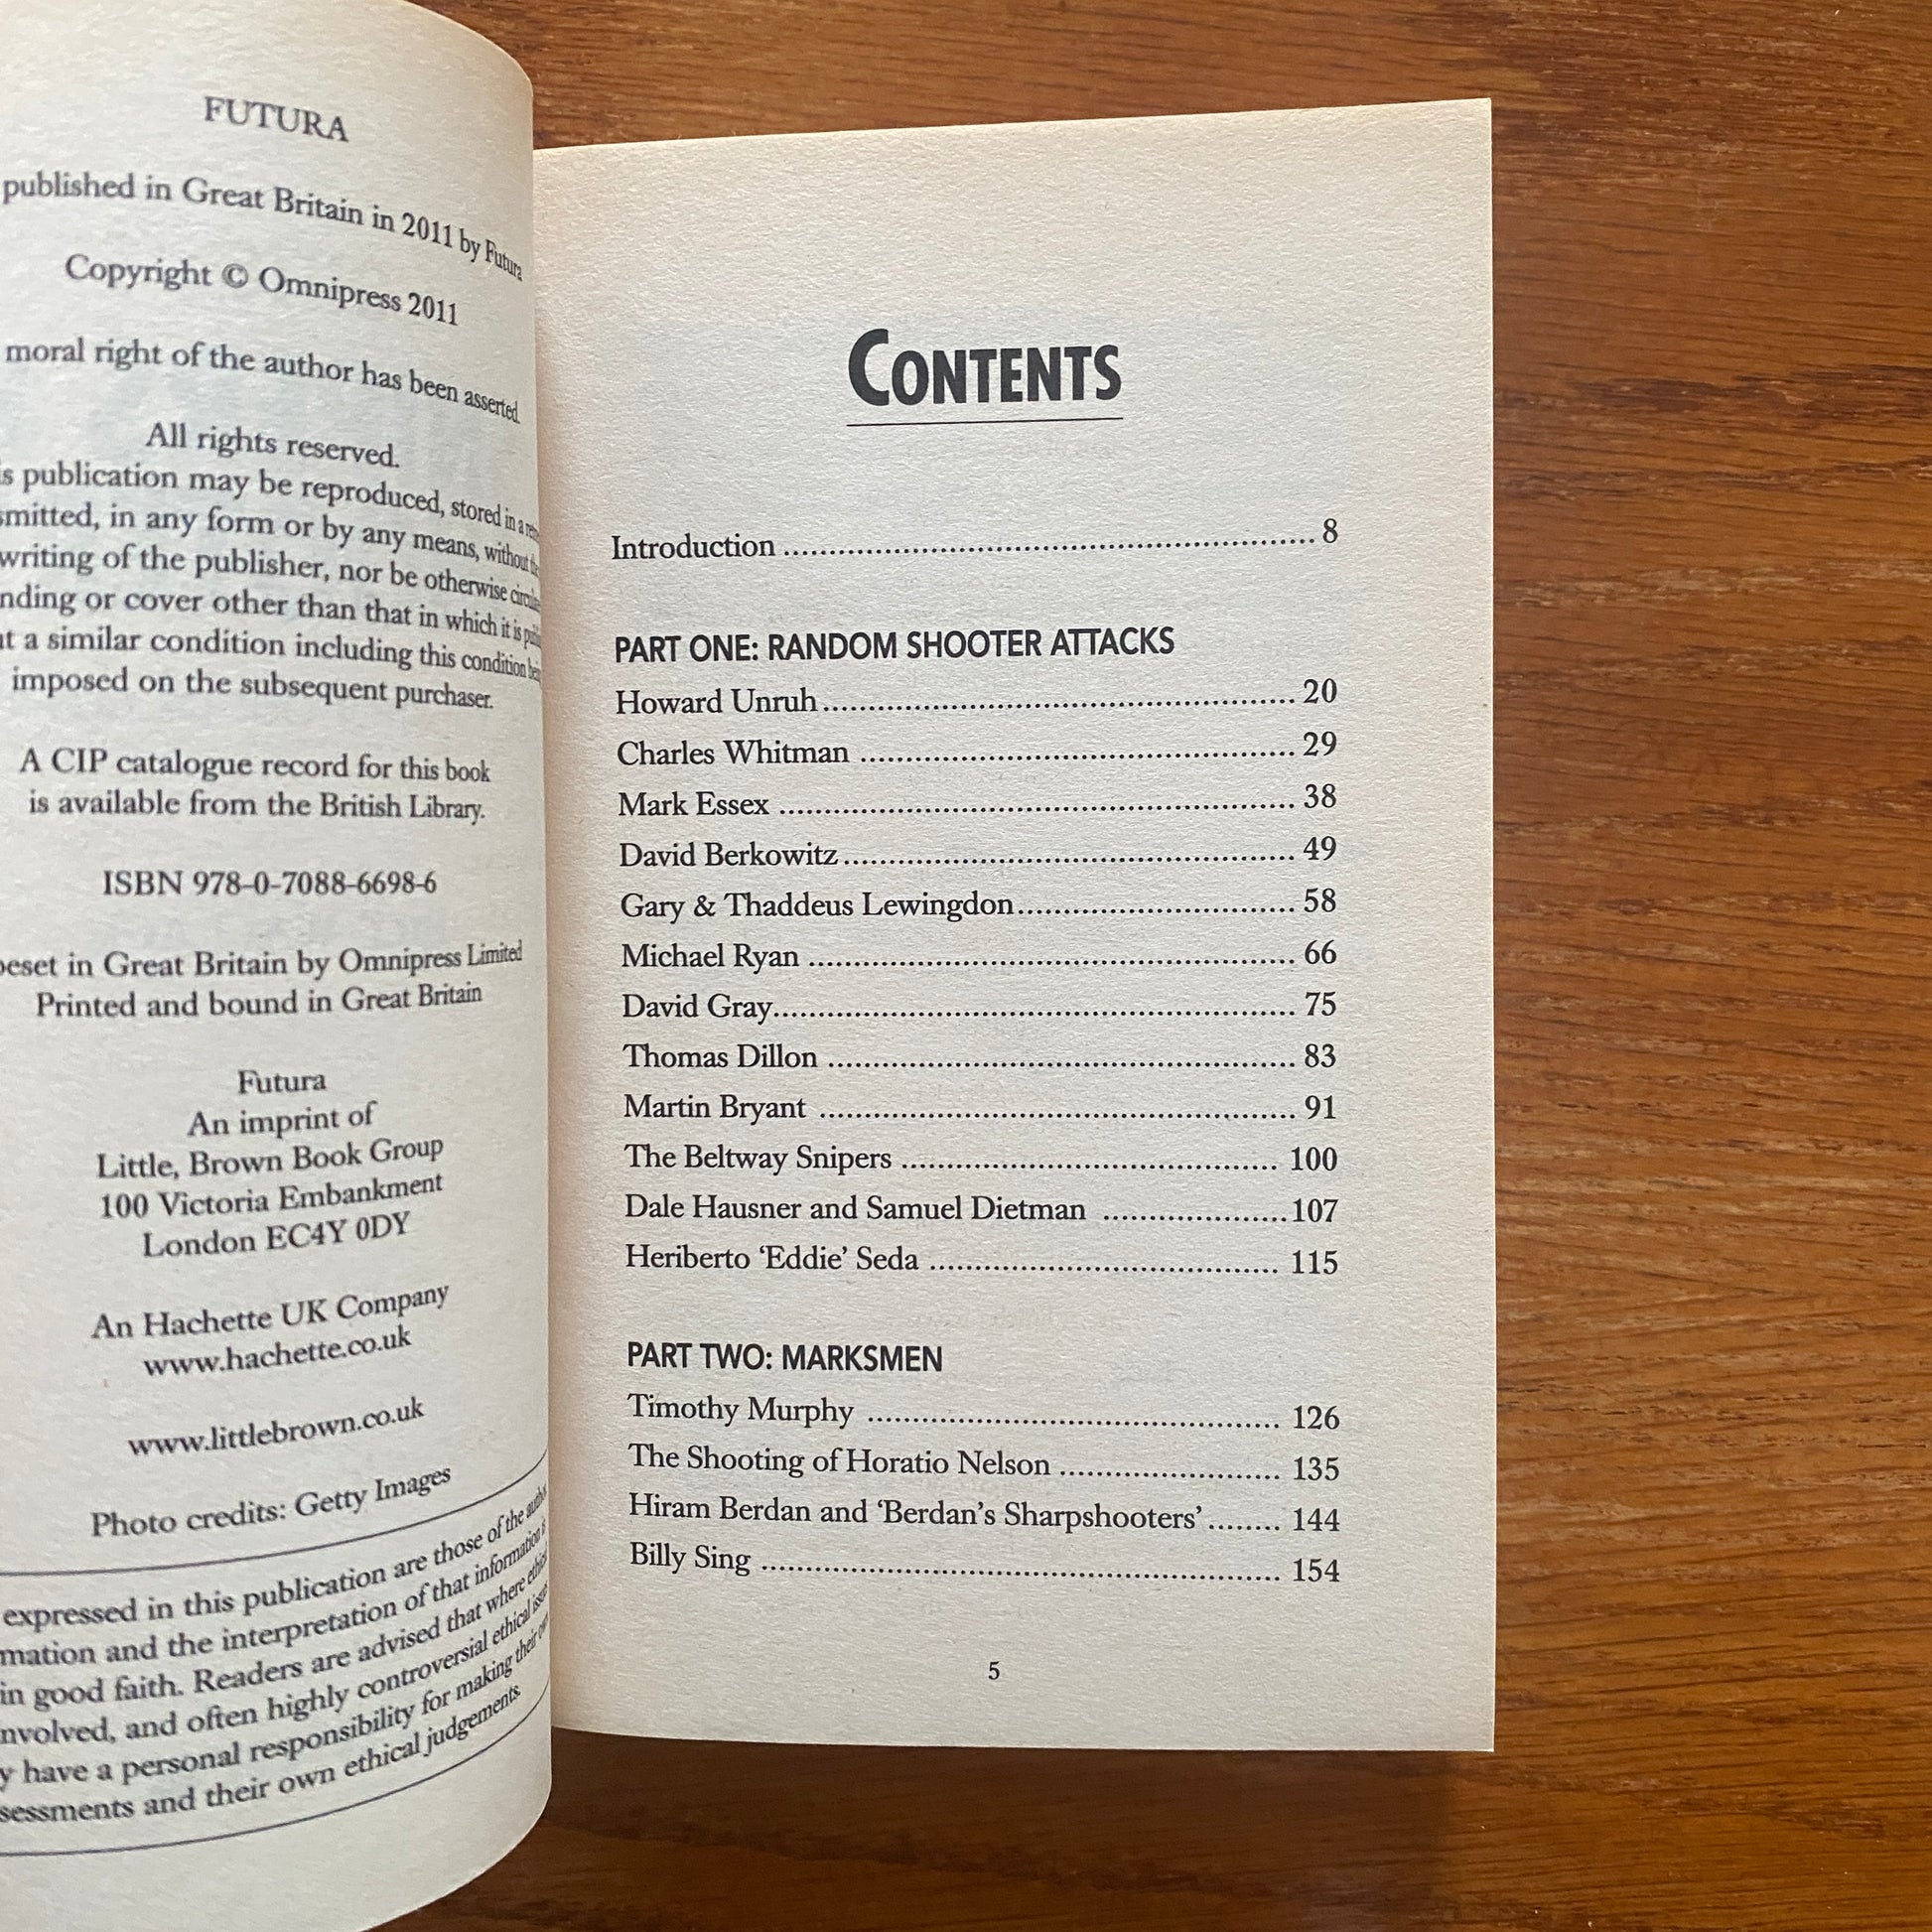 FUTURA
published in Great Britain in 2011 by Futura
Copyright © Omnipress 2011
moral right of the author has been asserted.
All rights reserved.
publication may be reproduced, stored in a
in any form or by any means, without
writing of the publisher, nor be otherwise
or cover other than that in which it is
a similar condition including this condition
imposed on the subsequent purchaser.
A CIP catalogue record for this book
is available from the British Library.
ISBN 978-0-7088-6698-6
in Great Britain by Omnipress Limited
Printed and bound in Great Britain
Futura
An imprint of
Little, Brown Book Group
100 Victoria Embankment
London EC4Y 0DY
An Hachette UK Company
www.hachette.co.uk
www.littlebrown.co.uk
Photo credits: Getty Images
expressed in this publication are those of the
and the interpretation of that information is
in good faith. Readers are advised that where ethical
and often highly controversial ethical
have a personal responsibility for making their
and their own ethical judgements.
CONTENTS
Introduction ........ 8
PART ONE: RANDOM SHOOTER ATTACKS
Howard Unruh ........ 20
Charles Whitman ........ 29
Mark Essex ........ 38
David Berkowitz ........ 49
Gary & Thaddeus Lewingdon ........ 58
Michael Ryan ........ 66
David Gray ........ 75
Thomas Dillon ........ 83
Martin Bryant ........ 91
The Beltway Snipers ........ 100
Dale Hausner and Samuel Dietman ........ 107
Heriberto ‘Eddie’ Seda ........ 115
PART TWO: MARKSMEN
Timothy Murphy ........ 126
The Shooting of Horatio Nelson ........ 135
Hiram Berdan and ‘Berdan’s Sharpshooters’ ........ 144
Billy Sing ........ 154
5